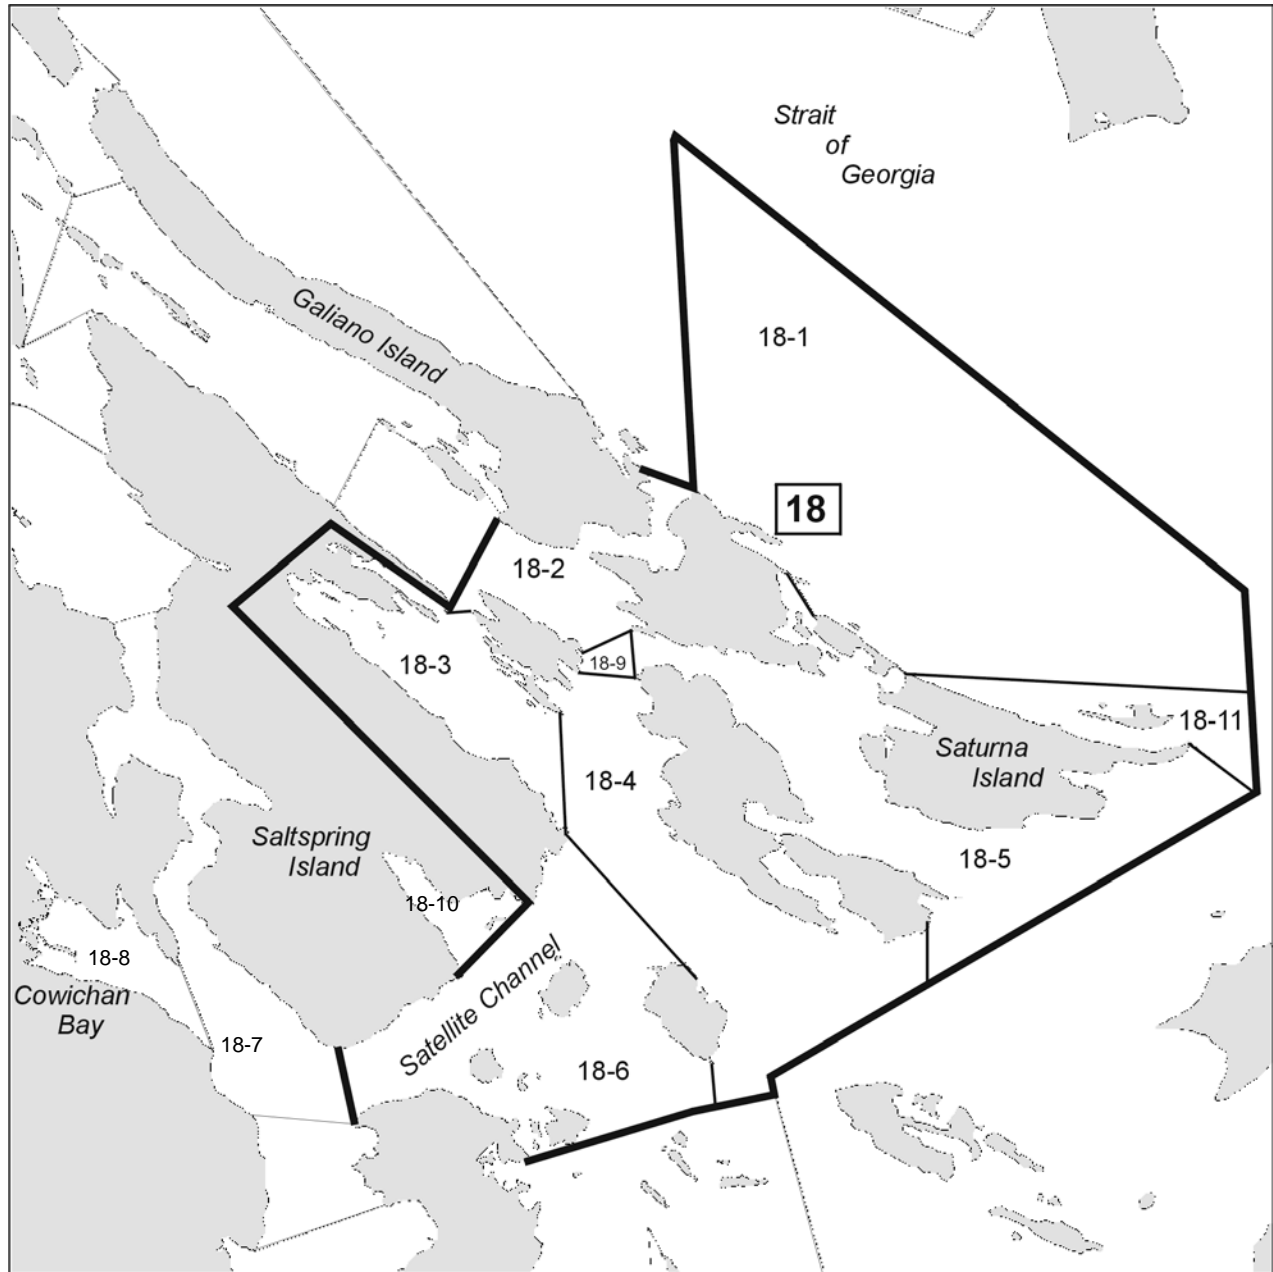 Strait
of
Georgia
Galiano Island
18-1
18
18-2
18-3
18-9
18-11
Saturna
Island
18-4
Saltspring
Island
18-5
18-10
18-8
Satellite Channel
Cowichan
Bay
18-7
18-6